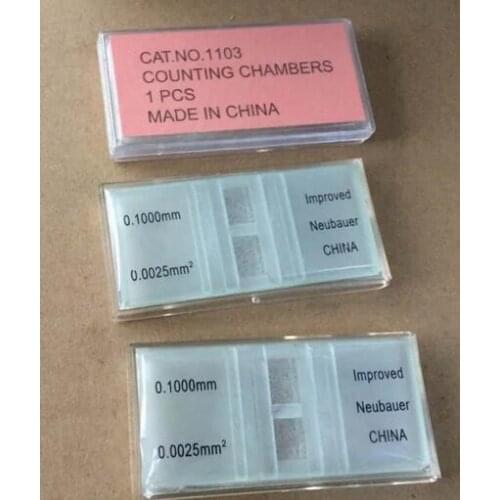 CAT.NO.1103
COUNTING CHAMBERS
1 PCS
MADE IN CHINA
0.1000mm
0.0025mm²
Improved
Neubauer
CHINA
0.1000mm
0.0025mm²
Improved
Neubauer
CHINA